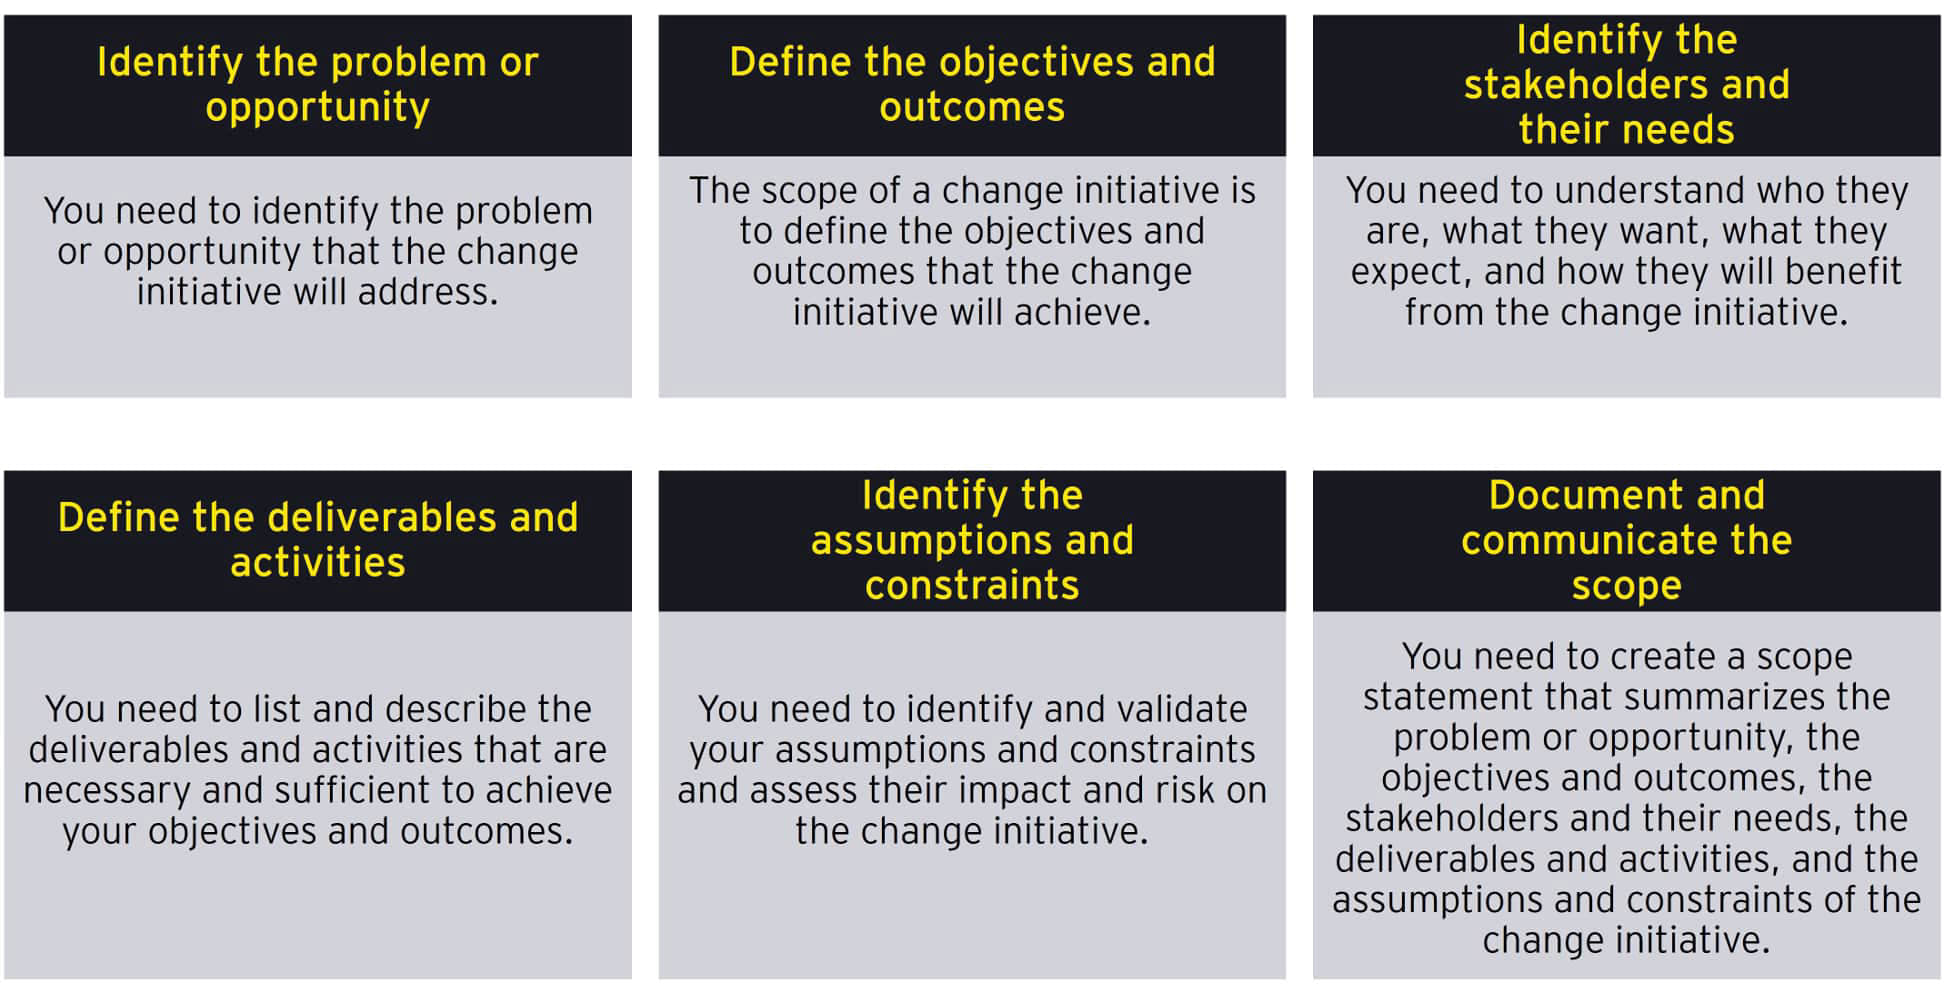 Identify the problem or
opportunity
You need to identify the problem
or opportunity that the change
initiative will address.
Define the objectives and
outcomes
The scope of a change initiative is
to define the objectives and
outcomes that the change
initiative will achieve.
Identify the
stakeholders and
their needs
You need to understand who they
are, what they want, what they
expect, and how they will benefit
from the change initiative.
Define the deliverables and
activities
You need to list and describe the
deliverables and activities that are
necessary and sufficient to achieve
your objectives and outcomes.
Identify the
assumptions and
constraints
You need to identify and validate
your assumptions and constraints
and assess their impact and risk on
the change initiative.
Document and
communicate the
scope
You need to create a scope
statement that summarizes the
problem or opportunity, the
objectives and outcomes, the
stakeholders and their needs, the
deliverables and activities, and the
assumptions and constraints of the
change initiative.